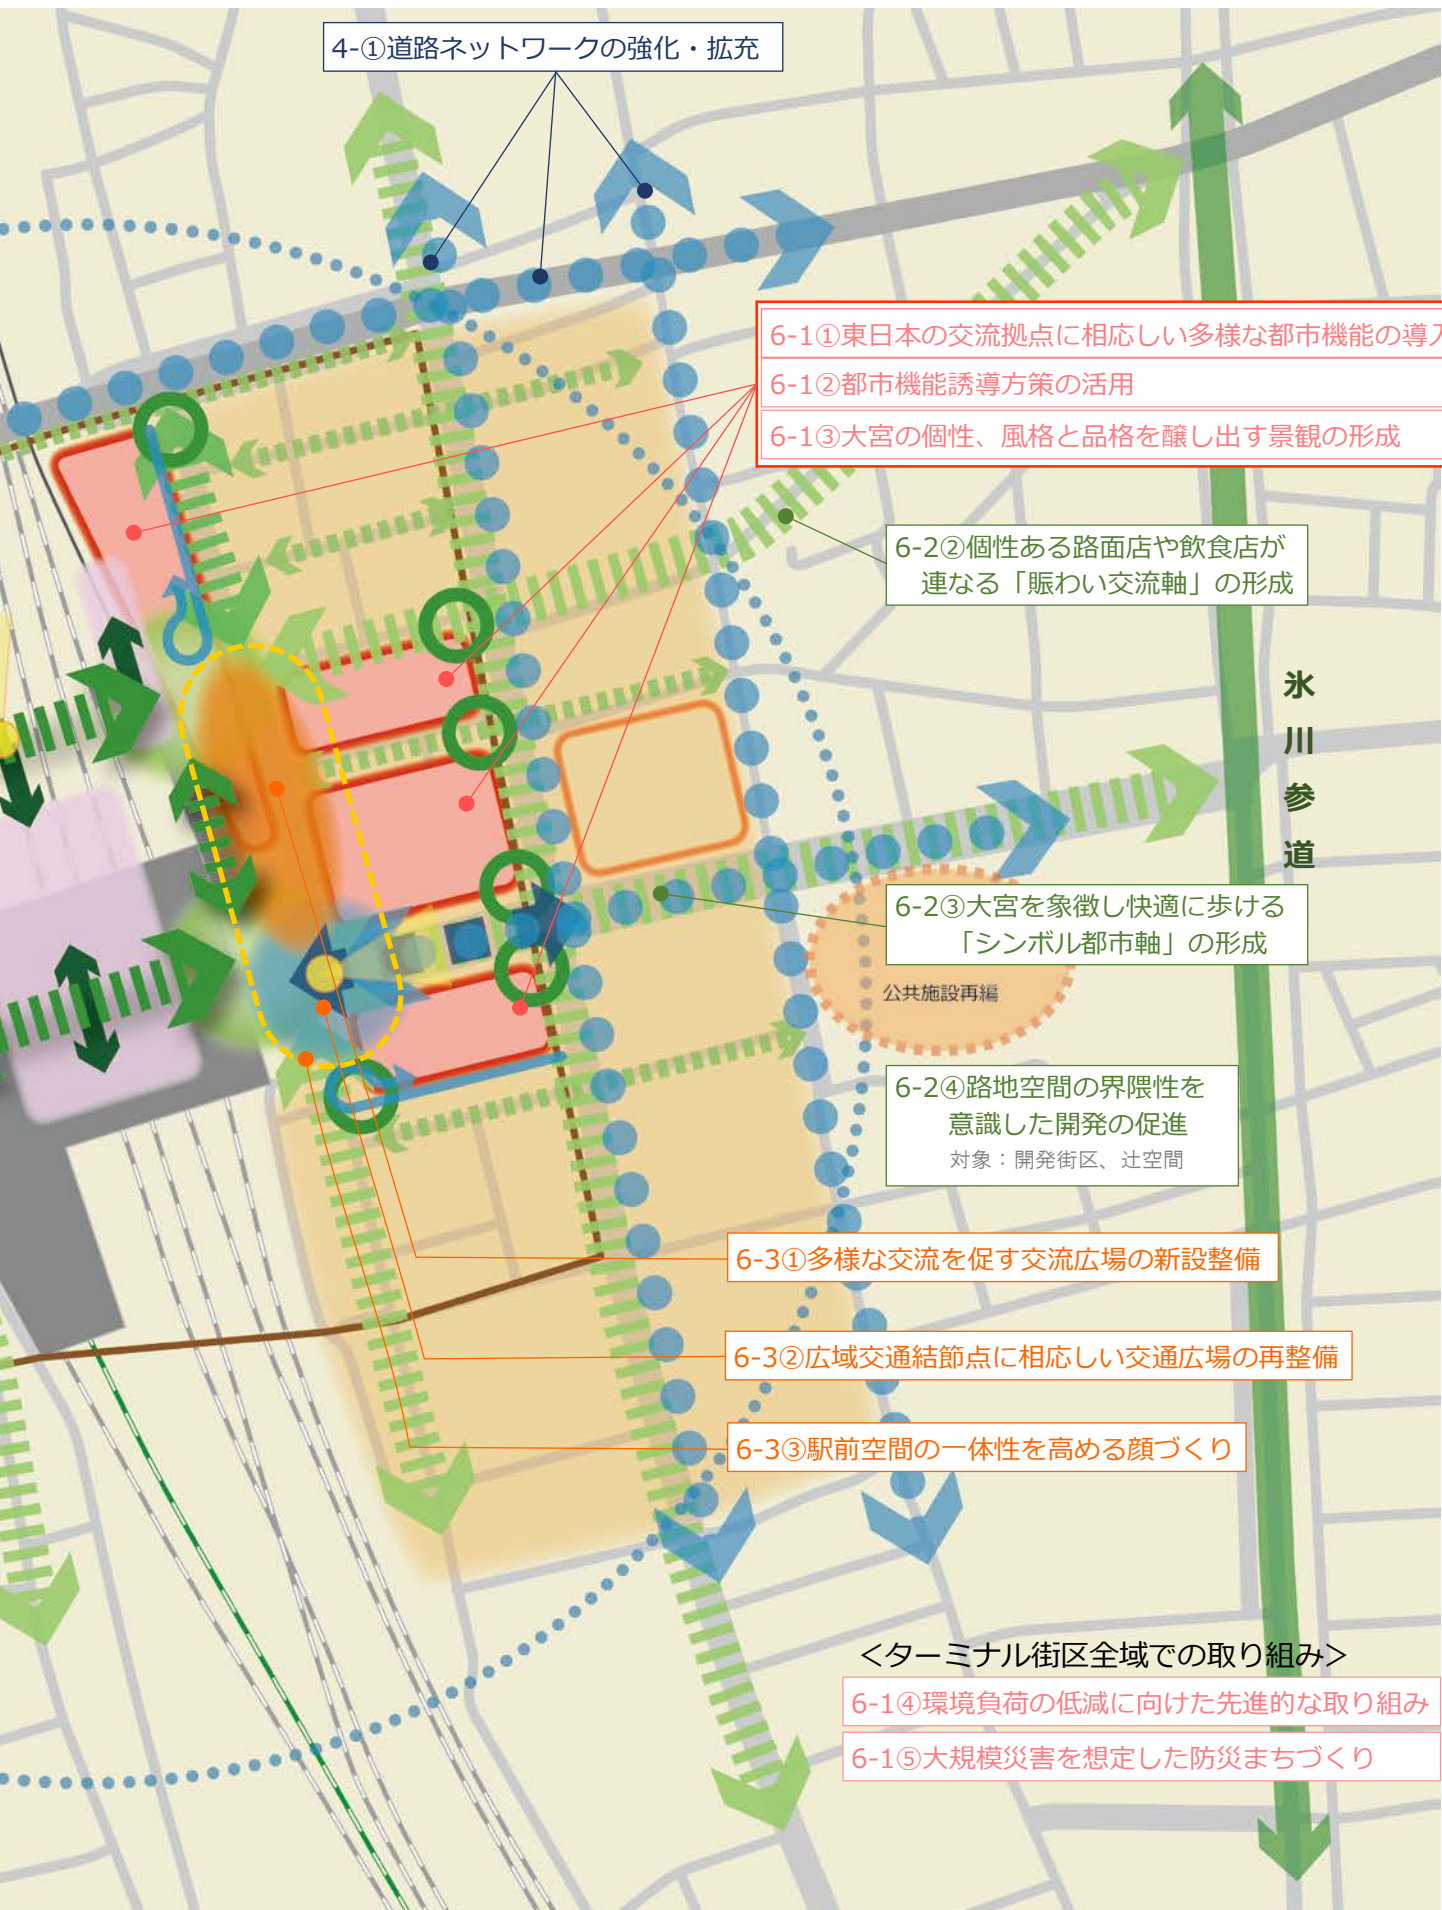 4-①道路ネットワークの強化・拡充
6-1①東日本の交流拠点に相応しい多様な都市機能の導
6-1②都市機能誘導方策の活用
6-1③大宮の個性、風格と品格を醸し出す景観の形成
6-2②個性ある路面店や飲食店が
連なる「賑わい交流軸」の形成
氷川参道
6-2③大宮を象徴し快適に歩ける
「シンボル都市軸」の形成
公共施設再編
6-2④路地空間の界隈性を
意識した開発の促進
対象：開発街区、辻空間
6-3①多様な交流を促す交流広場の新設整備
6-3②広域交通結節点に相応しい交通広場の再整備
6-3③駅前空間の一体性を高める顔づくり
＜ターミナル街区全域での取り組み＞
6-1④環境負荷の低減に向けた先進的な取り組み
6-1⑤大規模災害を想定した防災まちづくり